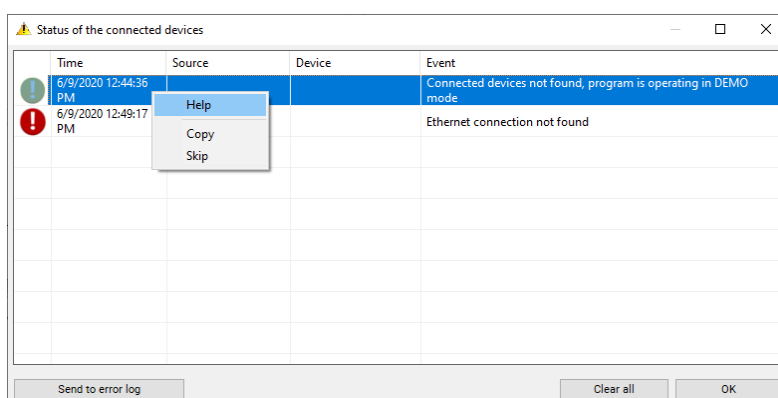 Status of the connected devices
Time Source Device Event
6/9/2020 12:44:36 Connected devices not found, program is operating in DEMO
PM mode
Help
6/9/2020 12:49:17
PM Ethernet connection not found
Copy
Skip
Send to error log Clear all OK